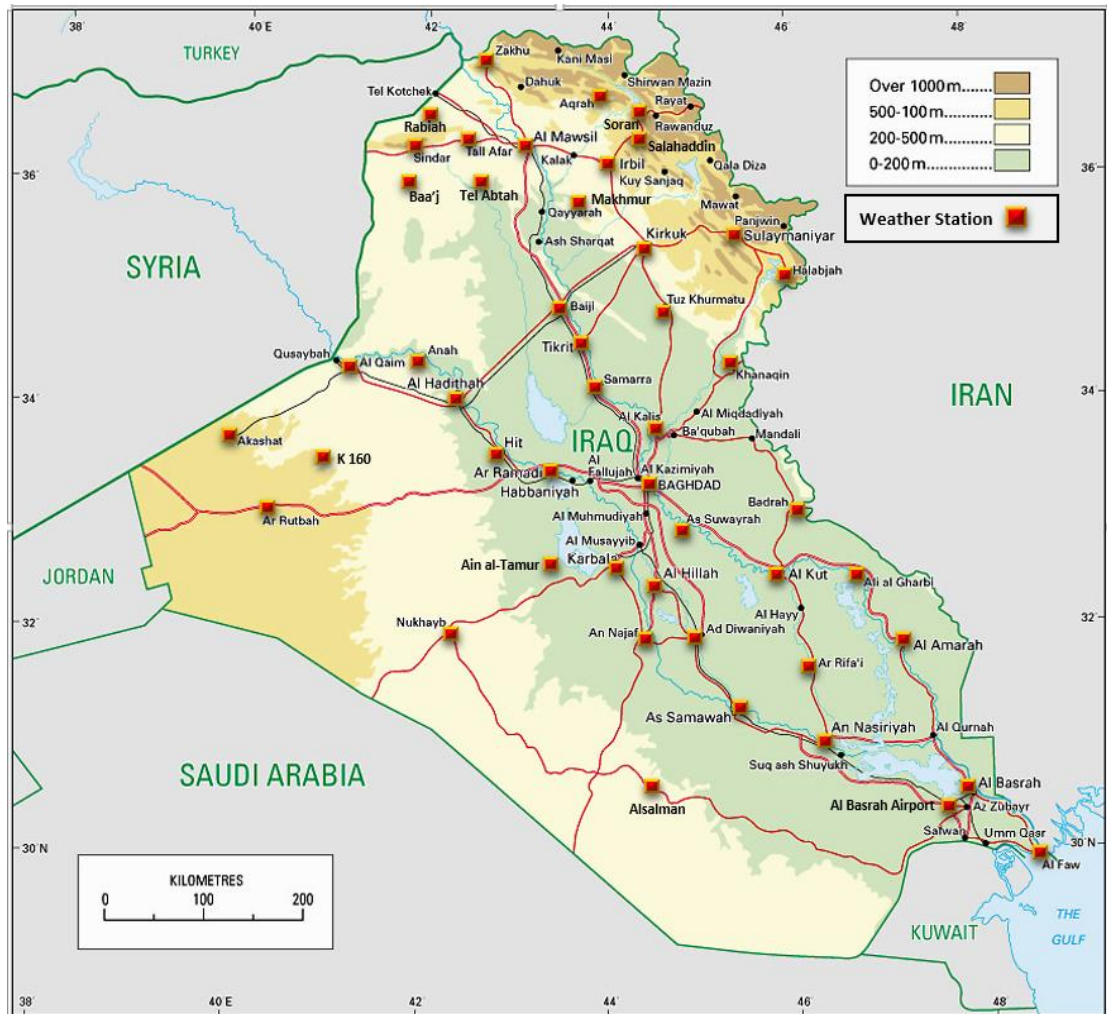 38°
40
42
44
46
48
TURKEY
Zakhu
Kani Masi
Dahuk
Shirwan Mazin
Tel Kotchek
Aqrah
Rayat
Rabiah
Soran
Rawanduz
Al Mawsil
Salahaddin
Sindar
Tall Afar
Kalak
Irbil
Qala Diza
36°
36°
Kuy Sanjaq
Baa'j
Tel Abtah
Makhmur
Mawat
Qayyarah
Panjwin
Kirkuk
Sulaymaniyar
Ash Sharqat
SYRIA
Halabjah
Baiji
Tuz Khurmatu
Tikrit
Qusaybah
Anah
Al Qaim
Khanaqin
Al Hadithah
Samarra
34°
34°
IRAN
Al Miqdadiyah
Al Kalis
Akashat
Hit
IRAQ
Ba'qubah
Mandali
K 160
Ar Ramadi
Al
Fallujah
Al Kazimiyah
Habbaniyah
BAGHDAD
Ar Rutbah
Badrah
Al Muhmudiyah
As Suwayrah
Al Musayyib
JORDAN
Ain al-Tamur
Karbala
Al Hillah
Al Kut
Ali al Gharbi
32°
32°
Nukhayb
Al Hayy
An Najaf
Ad Diwaniyah
Al Amarah
Ar Rifa'i
As Samawah
An Nasiriyah
Al Qurnah
Suq ash Shuyukh
SAUDI ARABIA
Al Basrah
Alsalman
Al Basrah Airport
Az Zubayr
Safwan
Umm Qasr
30°N
30°N
Al Faw
THE
GULF
KUWAIT
KILOMETRES
0 100 200
38°
40 E
42
44
46
48
Over 1000m.......
500-100m...........
200-500m...........
0-200 m..............
Weather Station